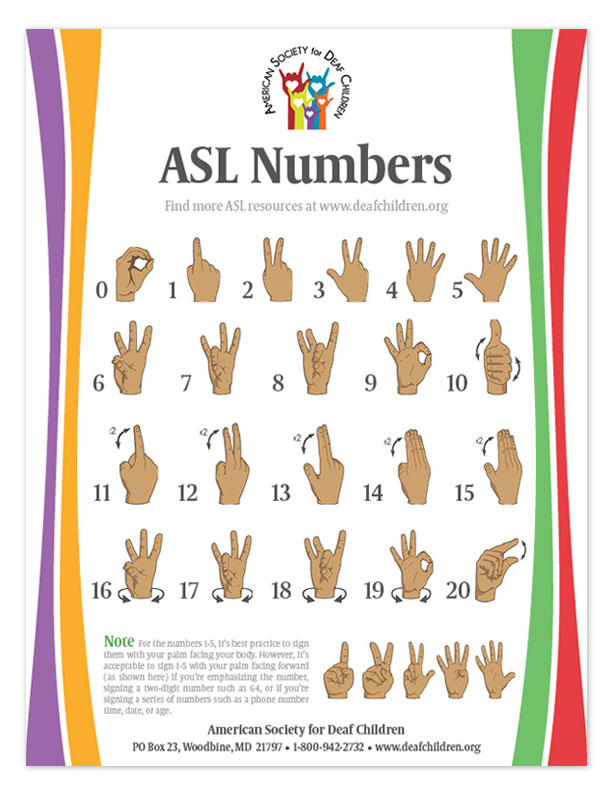 AMERICAN SOCIETY for DEAF CHILDREN
ASL Numbers
Find more ASL resources at www.deafchildren.org
0 1 2 3 4 5
6 7 8 9 10
:2 x2 x2 x2 x2
11 12 13 14 15
16 17 18 19 20
Note For the numbers 1-5, it's best practice to sign
them with your palm facing your body. However, it's
acceptable to sign 1-5 with your palm facing forward
(as shown here) if you're emphasizing the number,
signing a two-digit number such as 64, or if you're
signing a series of numbers such as a phone number
time, date, or age.
American Society for Deaf Children
PO Box 23, Woodbine, MD 21797 • 1-800-942-2732 • www.deafchildren.org